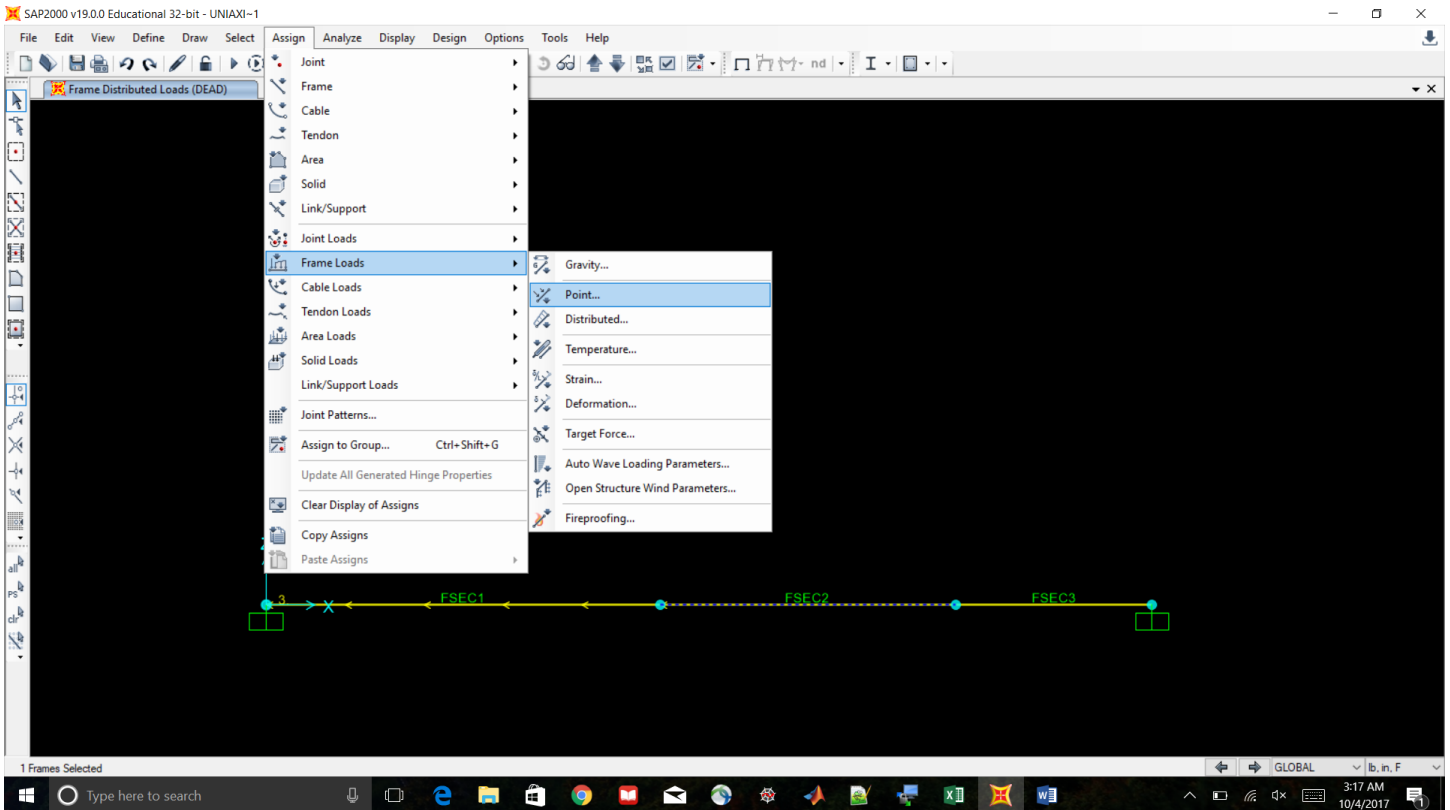 SAP2000 v19.0.0 Educational 32-bit - UNIAXI~1
File Edit View Define Draw Select Assign Analyze Display Design Options Tools Help
nd
Frame Distributed Loads (DEAD)
Joint
Frame
Cable
Tendon
Area
Solid
Link/Support
Joint Loads
Frame Loads
Cable Loads
Tendon Loads
Area Loads
Solid Loads
Link/Support Loads
Joint Patterns...
Assign to Group... Ctrl+Shift+G
Update All Generated Hinge Properties
Clear Display of Assigns
Copy Assigns
Paste Assigns
Gravity...
Point...
Distributed...
Temperature...
Strain...
Deformation...
Target Force...
Auto Wave Loading Parameters...
Open Structure Wind Parameters...
Fireproofing...
all
PS
clr
3 X FSEC1 FSEC2 FSEC3
1 Frames Selected GLOBAL lb, in, F
Type here to search
3:17 AM
10/4/2017